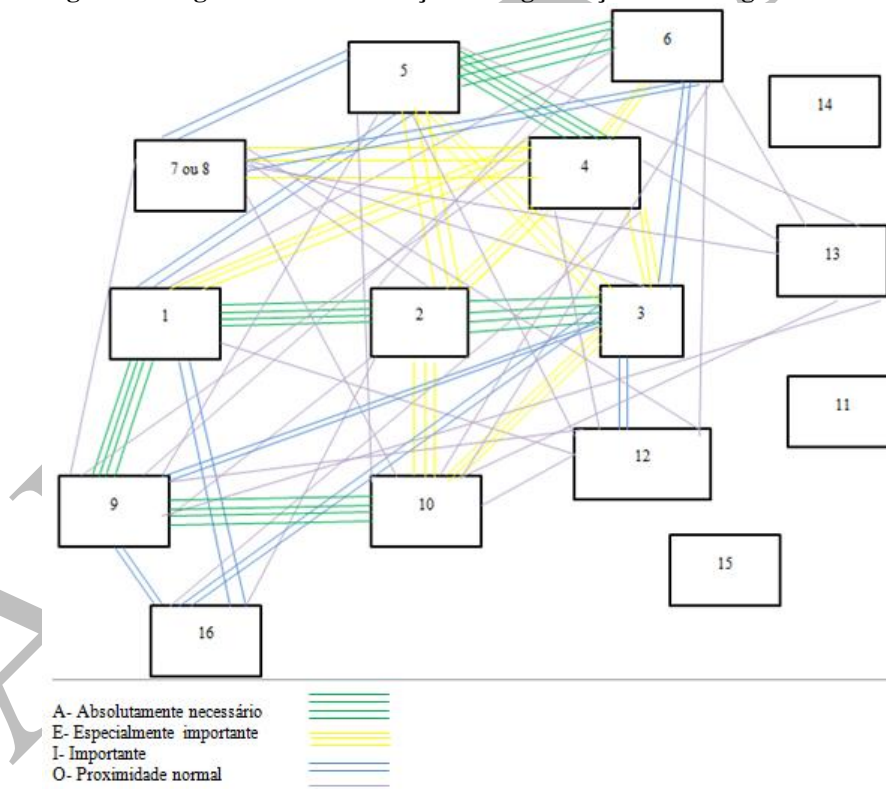 6
5
14
7 ou 8
4
13
1
2
3
11
12
9
10
15
16
A- Absolutamente necessário
E- Especialmente importante
I- Importante
O- Proximidade normal